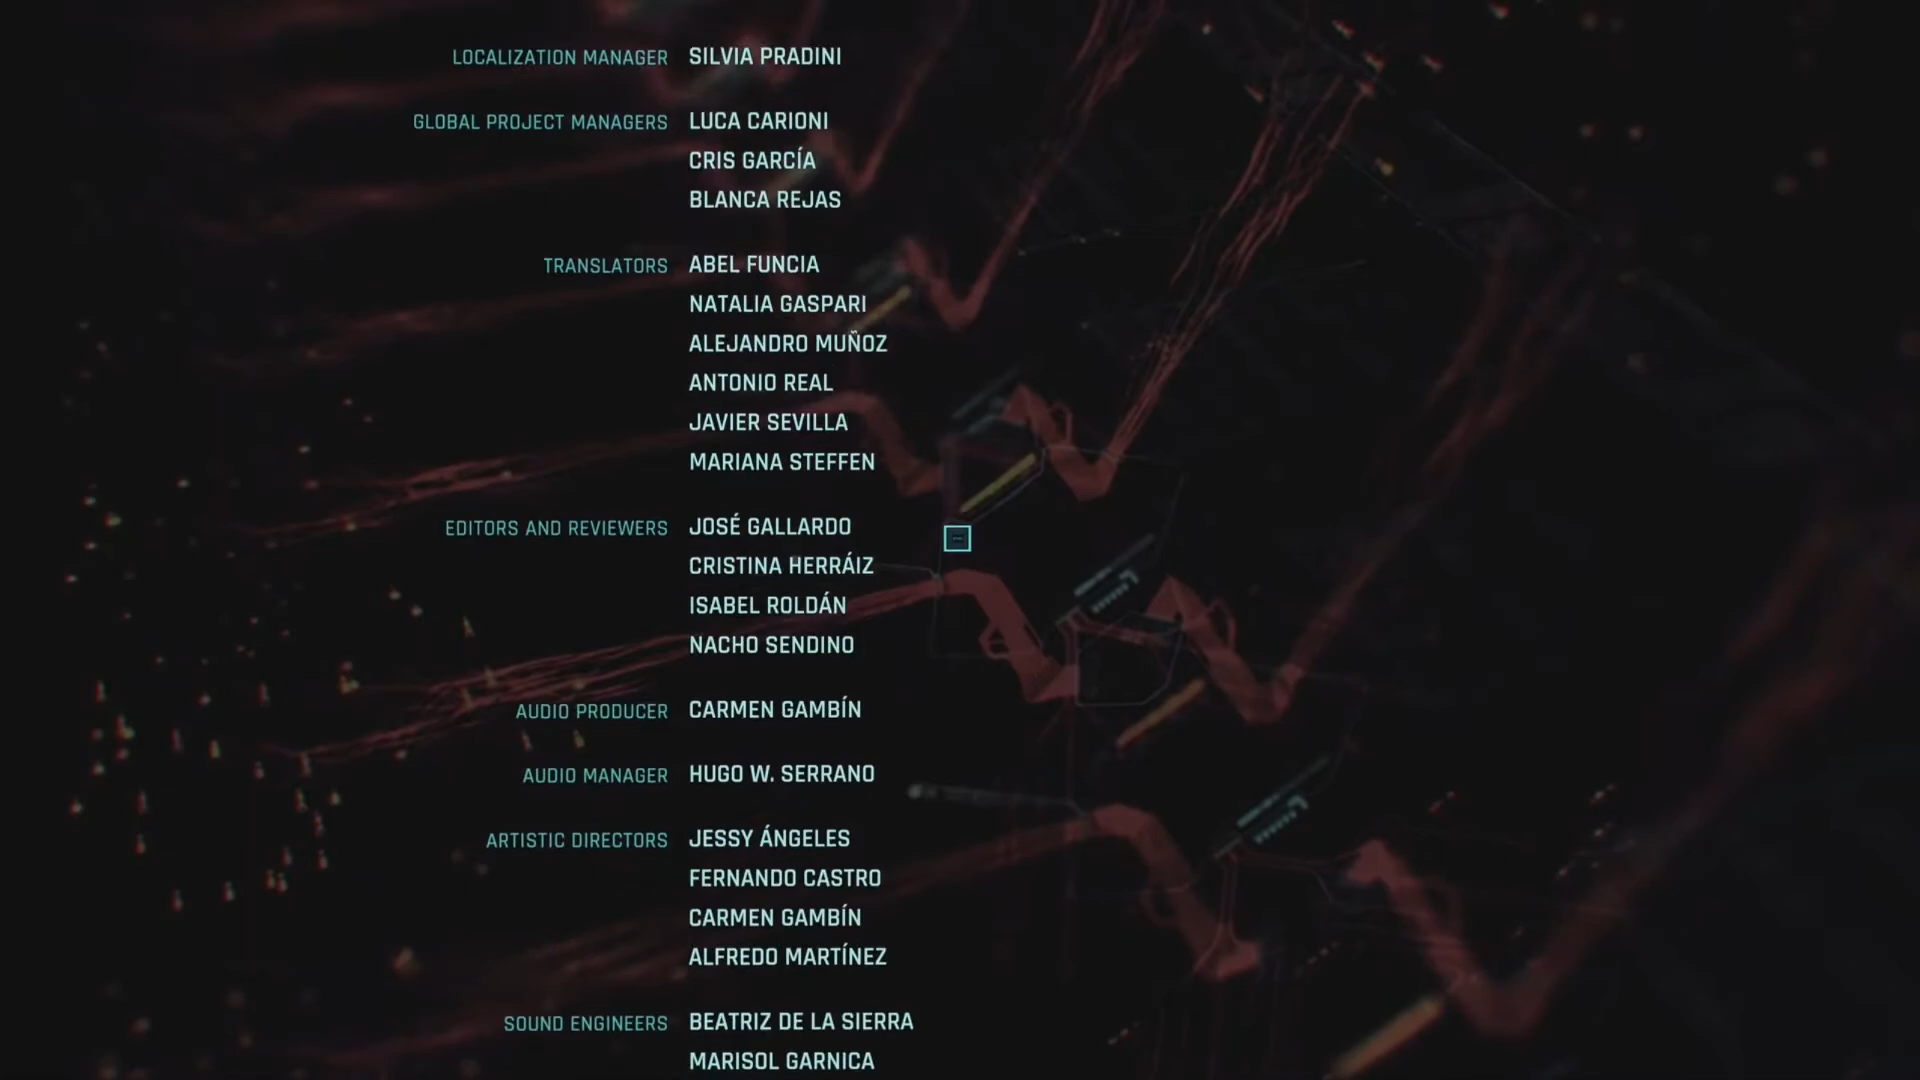 LOCALIZATION MANAGER SILVIA PRADINI
GLOBAL PROJECT MANAGERS LUCA CARIONI
CRIS GARCÍA
BLANCA REJAS
TRANSLATORS ABEL FUNCIA
NATALIA GASPARI
ALEJANDRO MUÑOZ
ANTONIO REAL
JAVIER SEVILLA
MARIANA STEFFEN
EDITORS AND REVIEWERS JOSÉ GALLARDO
CRISTINA HERRÁIZ
ISABEL ROLDÁN
NACHO SENDINO
AUDIO PRODUCER CARMEN GAMBÍN
AUDIO MANAGER HUGO W. SERRANO
ARTISTIC DIRECTORS JESSY ÁNGELES
FERNANDO CASTRO
CARMEN GAMBÍN
ALFREDO MARTÍNEZ
SOUND ENGINEERS BEATRIZ DE LA SIERRA
MARISOL GARNICA